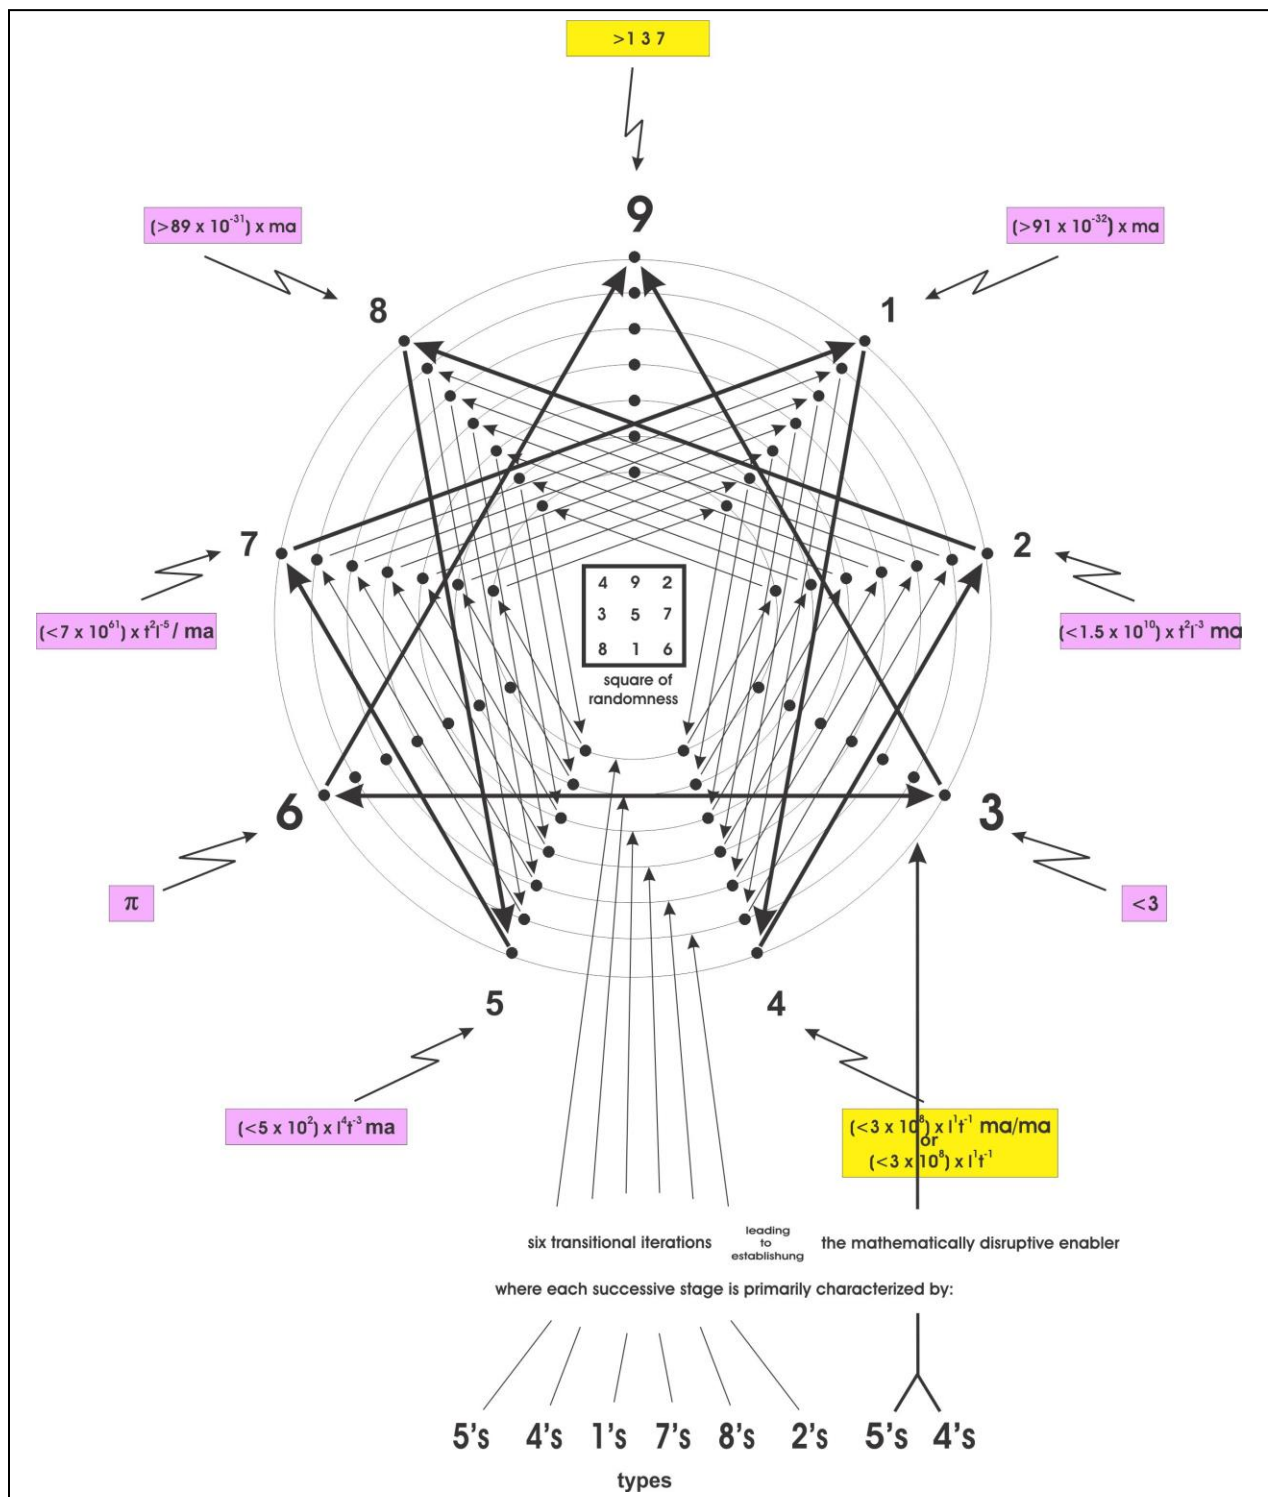 >1 3 7
9
(>89 x 10⁻³¹) x ma
(>91 x 10⁻³²) x ma
8
1
7
2
4 9 2
3 5 7
8 1 6
square of
randomness
(<7 x 10⁶¹) x t²l⁻⁵/ ma
(<1.5 x 10¹⁰) x t²l⁻³ ma
6
3
π
<3
5
4
(<5 x 10²) x l⁴t⁻³ ma
(<3 x 10⁸) x l¹t⁻¹ ma/ma
or
(<3 x 10⁸) x l¹t⁻¹
six transitional iterations
leading
to
establishung
the mathematically disruptive enabler
where each successive stage is primarily characterized by:
5's 4's 1's 7's 8's 2's 5's 4's
types